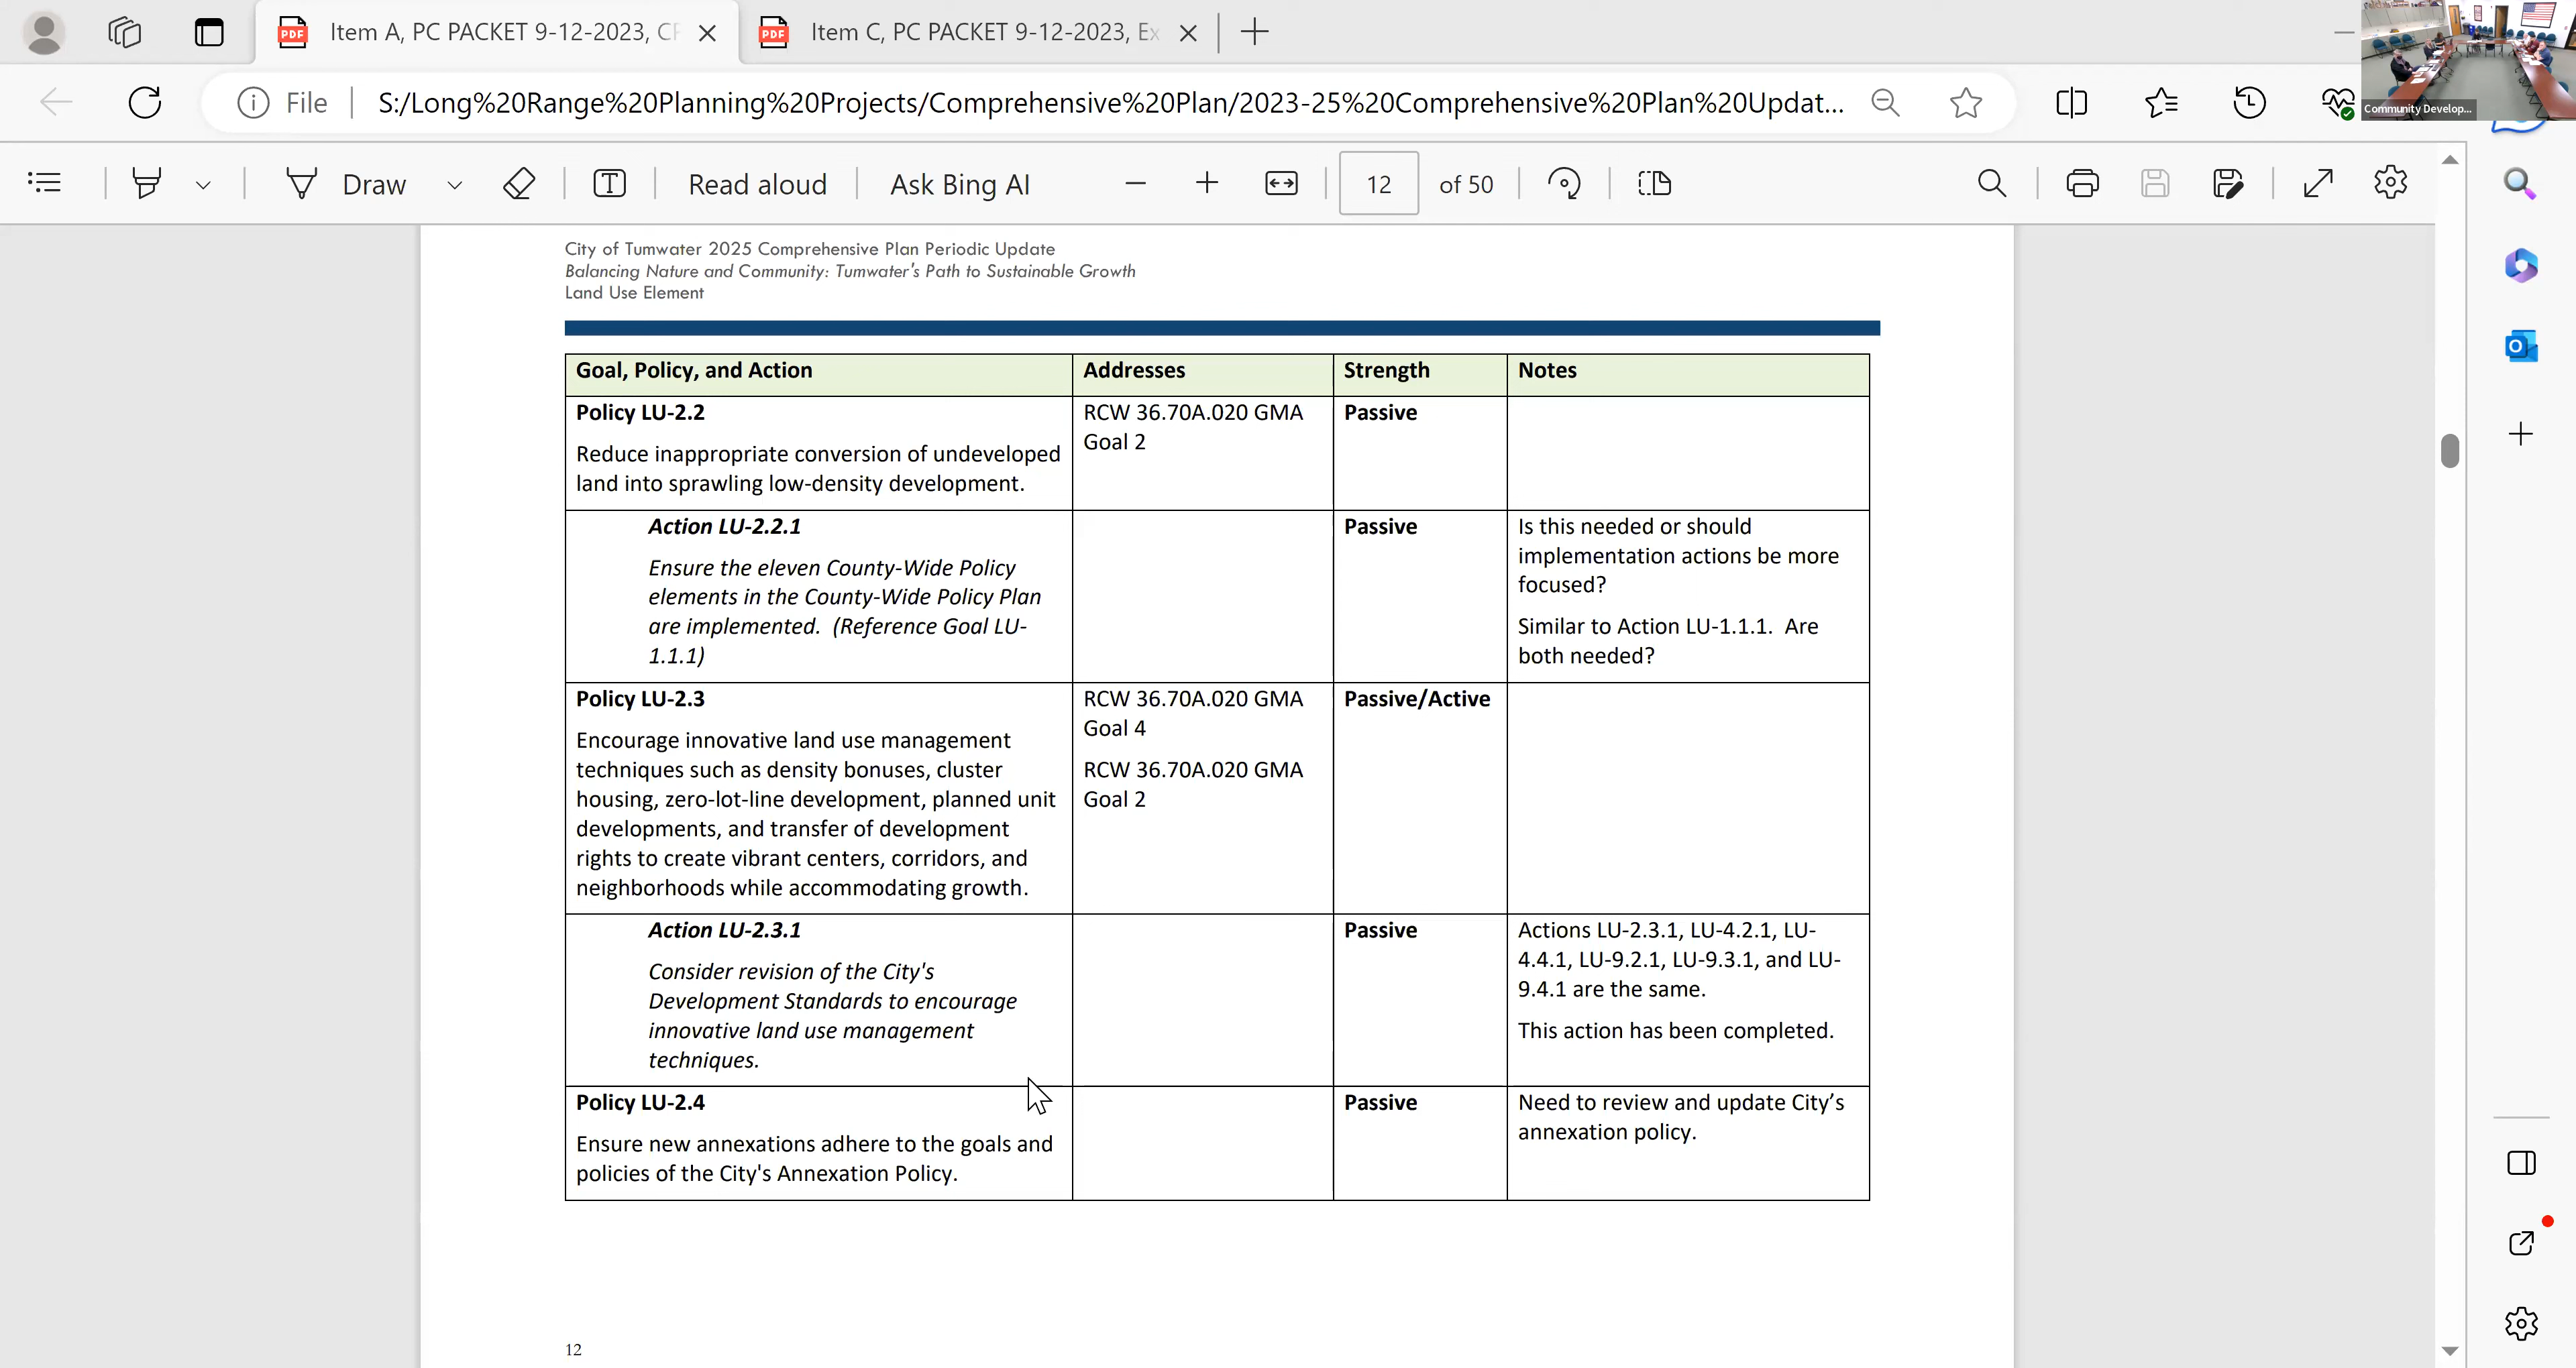 Item A, PC PACKET 9-12-2023, CF
Item C, PC PACKET 9-12-2023, Ex
File
S:/Long%20Range%20Planning%20Projects/Comprehensive%20Plan/2023-25%20Comprehensive%20Plan%20Updat...
Community Develop...
Draw
Read aloud
Ask Bing AI
12
of 50
City of Tumwater 2025 Comprehensive Plan Periodic Update
Balancing Nature and Community: Tumwater's Path to Sustainable Growth
Land Use Element
Goal, Policy, and Action
Addresses
Strength
Notes
Policy LU-2.2
Reduce inappropriate conversion of undeveloped
land into sprawling low-density development.
RCW 36.70A.020 GMA
Goal 2
Passive
Action LU-2.2.1
Ensure the eleven County-Wide Policy
elements in the County-Wide Policy Plan
are implemented.  (Reference Goal LU-
1.1.1)
Passive
Is this needed or should
implementation actions be more
focused?
Similar to Action LU-1.1.1.  Are
both needed?
Policy LU-2.3
Encourage innovative land use management
techniques such as density bonuses, cluster
housing, zero-lot-line development, planned unit
developments, and transfer of development
rights to create vibrant centers, corridors, and
neighborhoods while accommodating growth.
RCW 36.70A.020 GMA
Goal 4
RCW 36.70A.020 GMA
Goal 2
Passive/Active
Action LU-2.3.1
Consider revision of the City's
Development Standards to encourage
innovative land use management
techniques.
Passive
Actions LU-2.3.1, LU-4.2.1, LU-
4.4.1, LU-9.2.1, LU-9.3.1, and LU-
9.4.1 are the same.
This action has been completed.
Policy LU-2.4
Ensure new annexations adhere to the goals and
policies of the City's Annexation Policy.
Passive
Need to review and update City’s
annexation policy.
12